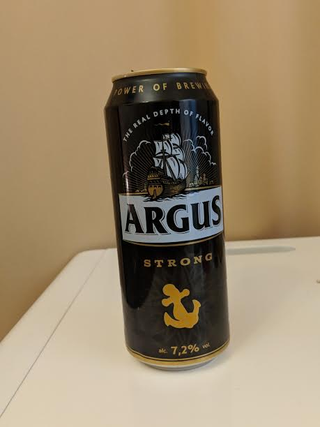 POWER OF BREWI
THE REAL DEPTH OF FLAVOR
ARGUS
STRONG
alc. 7,2% vol.